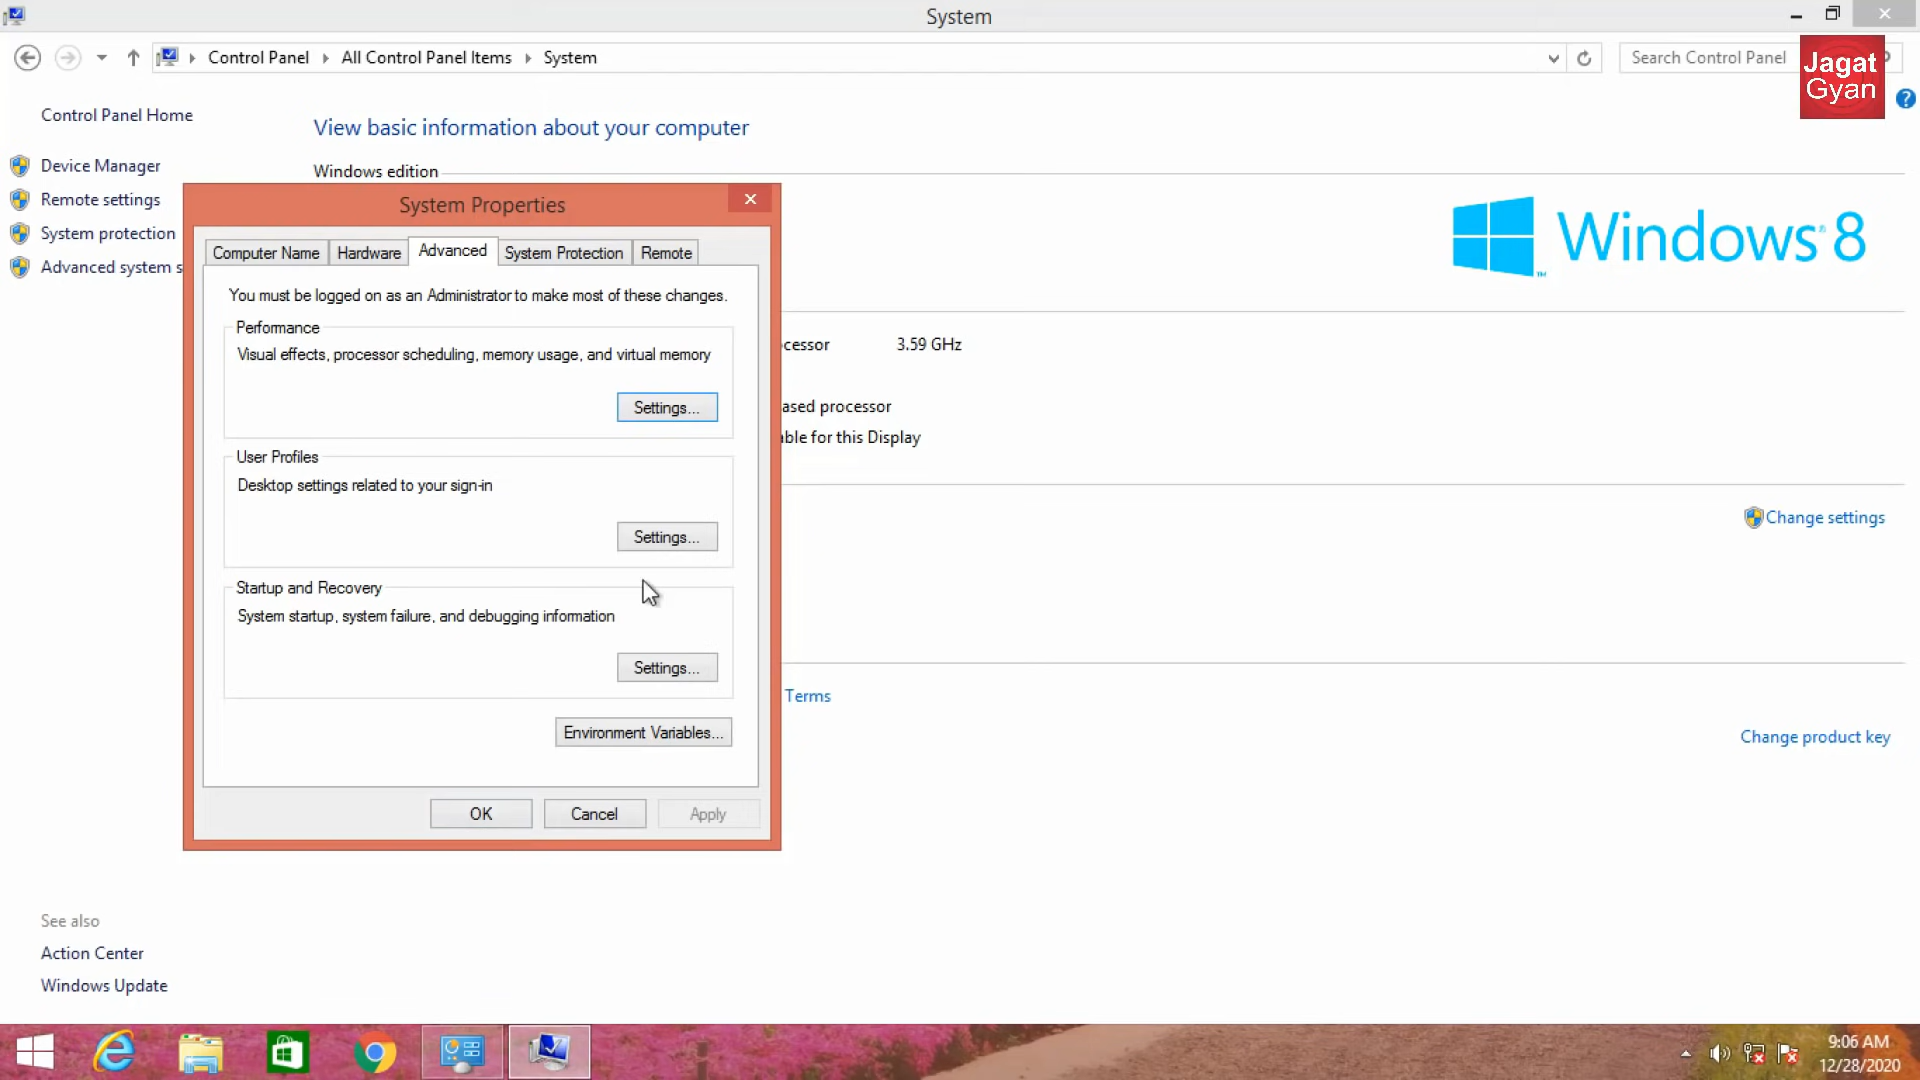 System
Control Panel
All Control Panel Items
System
Search Control Panel
Jagat
Gyan
?
Control Panel Home
Device Manager
Remote settings
System protection
Advanced system s
View basic information about your computer
Windows edition
Windows 8
cessor
3.59 GHz
ased processor
ble for this Display
Change settings
Terms
Change product key
System Properties
Computer Name
Hardware
Advanced
System Protection
Remote
You must be logged on as an Administrator to make most of these changes.
Performance
Visual effects, processor scheduling, memory usage, and virtual memory
Settings...
User Profiles
Desktop settings related to your sign-in
Settings...
Startup and Recovery
System startup, system failure, and debugging information
Settings...
Environment Variables...
OK
Cancel
Apply
See also
Action Center
Windows Update
9:06 AM
12/28/2020